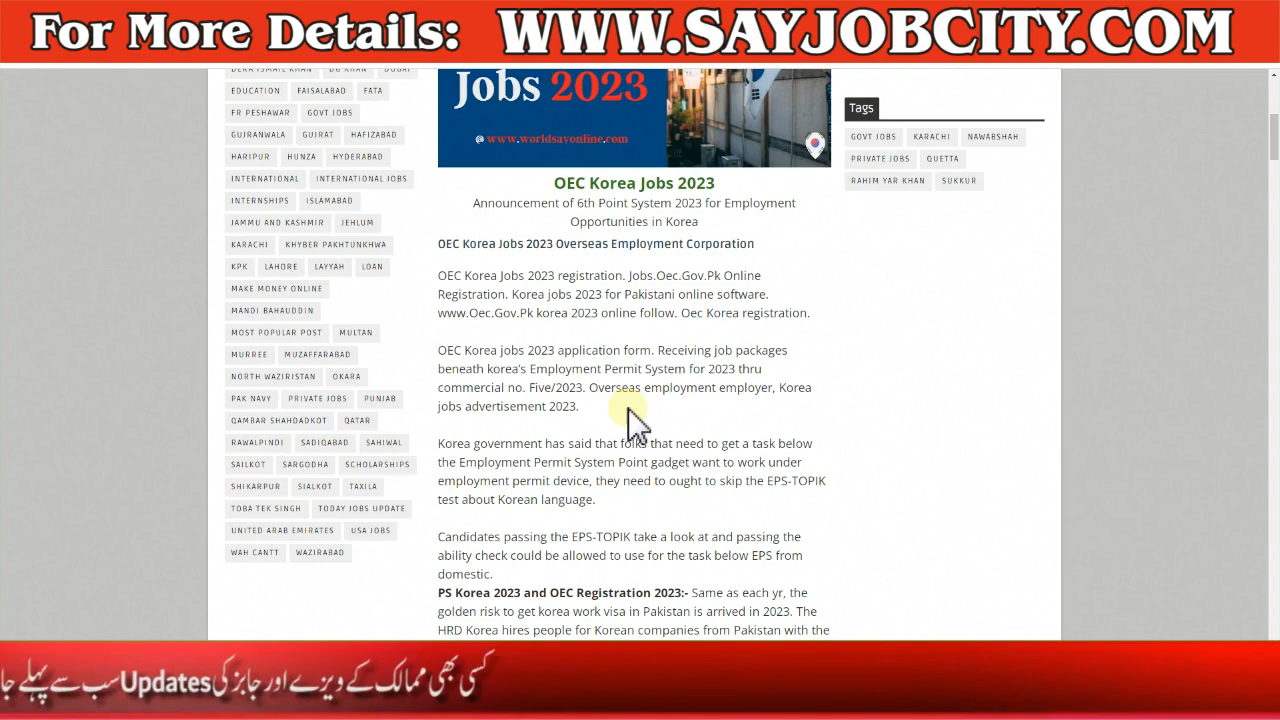 For More Details: WWW.SAYJOBCITY.COM
EDUCATION FAISALABAD FATA
FR PESHAWAR GOVT JOBS
GUJRANWALA GUJRAT HAFIZABAD
HARIPUR HUNZA HYDERABAD
INTERNATIONAL INTERNATIONAL JOBS
INTERNSHIPS ISLAMABAD
JAMMU AND KASHMIR JEHLUM
KARACHI KHYBER PAKHTUNKHWA
KPK LAHORE LAYYAH LOAN
MAKE MONEY ONLINE
MANDI BAHAUDDIN
MOST POPULAR POST MULTAN
MURREE MUZAFFARABAD
NORTH WAZIRISTAN OKARA
PAK NAVY PRIVATE JOBS PUNJAB
QAMBAR SHAHDADKOT QATAR
RAWALPINDI SADIQABAD SAHIWAL
SAILKOT SARGODHA SCHOLARSHIPS
SHIKARPUR SIALKOT TAXILA
TOBA TEK SINGH TODAY JOBS UPDATE
UNITED ARAB EMIRATES USA JOBS
WAH CANTT WAZIRABAD
Jobs 2023
@ www.worldsayonline.com
OEC Korea Jobs 2023
Announcement of 6th Point System 2023 for Employment
Opportunities in Korea
OEC Korea Jobs 2023 Overseas Employment Corporation
OEC Korea Jobs 2023 registration. Jobs.Oec.Gov.Pk Online
Registration. Korea jobs 2023 for Pakistani online software.
www.Oec.Gov.Pk korea 2023 online follow. Oec Korea registration.
OEC Korea jobs 2023 application form. Receiving job packages
beneath korea's Employment Permit System for 2023 thru
commercial no. Five/2023. Overseas employment employer, Korea
jobs advertisement 2023.
Korea government has said that folks that need to get a task below
the Employment Permit System Point gadget want to work under
employment permit device, they need to ought to skip the EPS-TOPIK
test about Korean language.
Candidates passing the EPS-TOPIK take a look at and passing the
ability check could be allowed to use for the task below EPS from
domestic.
PS Korea 2023 and OEC Registration 2023:- Same as each yr, the
golden risk to get korea work visa in Pakistan is arrived in 2023. The
HRD Korea hires people for Korean companies from Pakistan with the
Tags
GOVT JOBS KARACHI NAWABSHAH
PRIVATE JOBS QUETTA
RAHIM YAR KHAN SUKKUR
کسی بھی ممالک کے ویزے اور جابز کی Updates سب سے پہلے